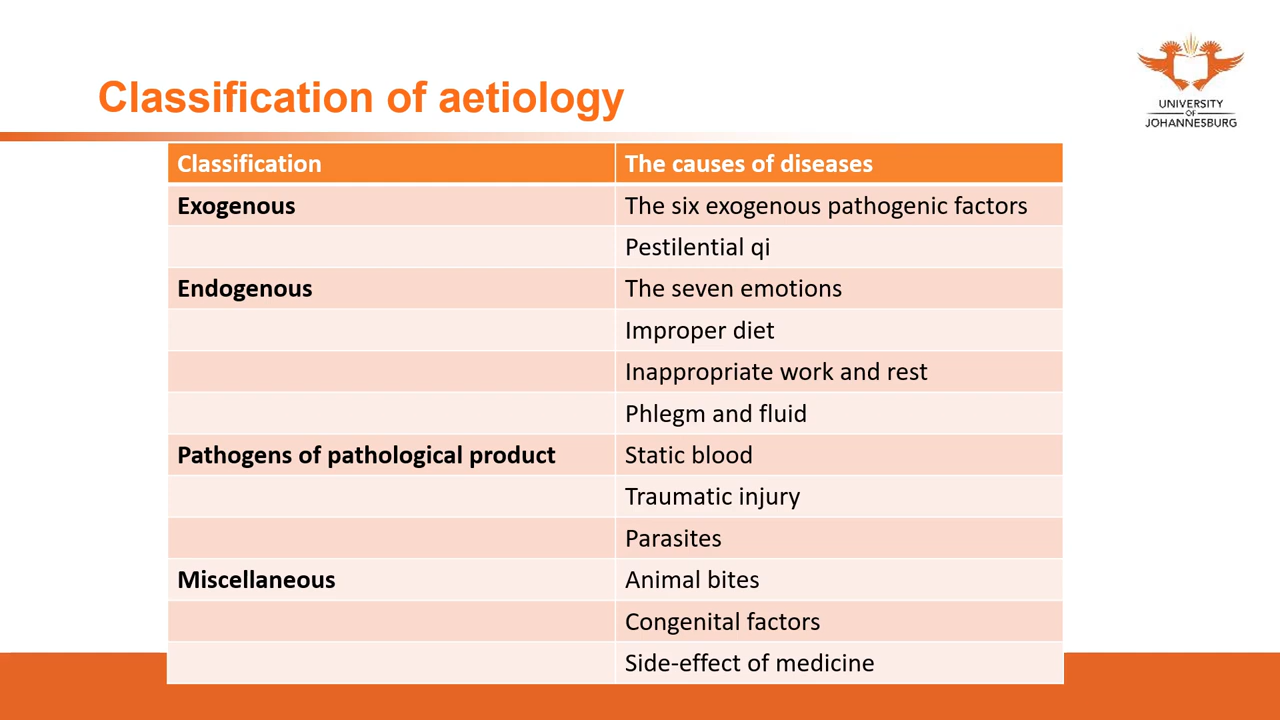 Classification of aetiology
UNIVERSITY
OF
JOHANNESBURG
Classification The causes of diseases
Exogenous The six exogenous pathogenic factors
Pestilential qi
Endogenous The seven emotions
Improper diet
Inappropriate work and rest
Phlegm and fluid
Pathogens of pathological product Static blood
Traumatic injury
Parasites
Miscellaneous Animal bites
Congenital factors
Side-effect of medicine